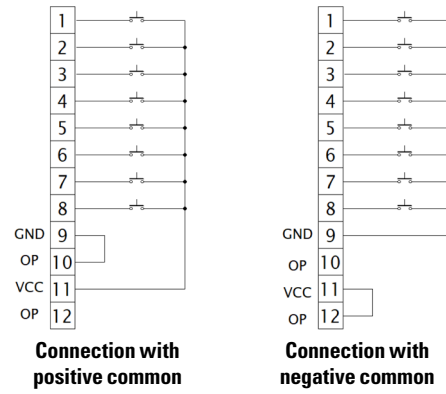 1 1
2 2
3 3
4 4
5 5
6 6
7 7
8 8
GND 9 GND 9
OP 10 OP 10
VCC 11 VCC 11
OP 12 OP 12
Connection with Connection with
positive common negative common